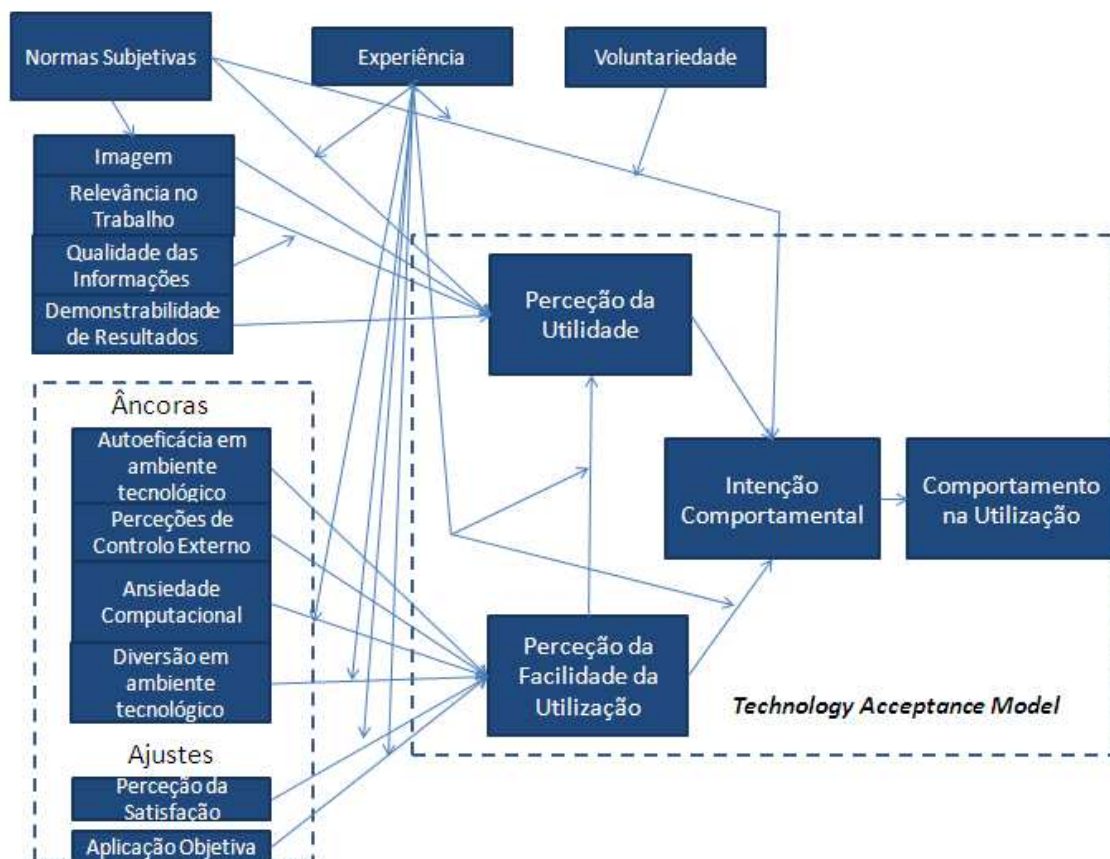 Normas Subjetivas
Experiência
Voluntariedade
Imagem
Relevância no
Trabalho
Qualidade das
Informações
Demonstrabilidade
de Resultados
Perceção da
Utilidade
Âncoras
Autoeficácia em
ambiente
tecnológico
Perceções de
Controlo Externo
Ansiedade
Computacional
Diversão em
ambiente
tecnológico
Intenção
Comportamental
Comportamento
na Utilização
Perceção da
Facilidade da
Utilização
Technology Acceptance Model
Ajustes
Perceção da
Satisfação
Aplicação Objetiva